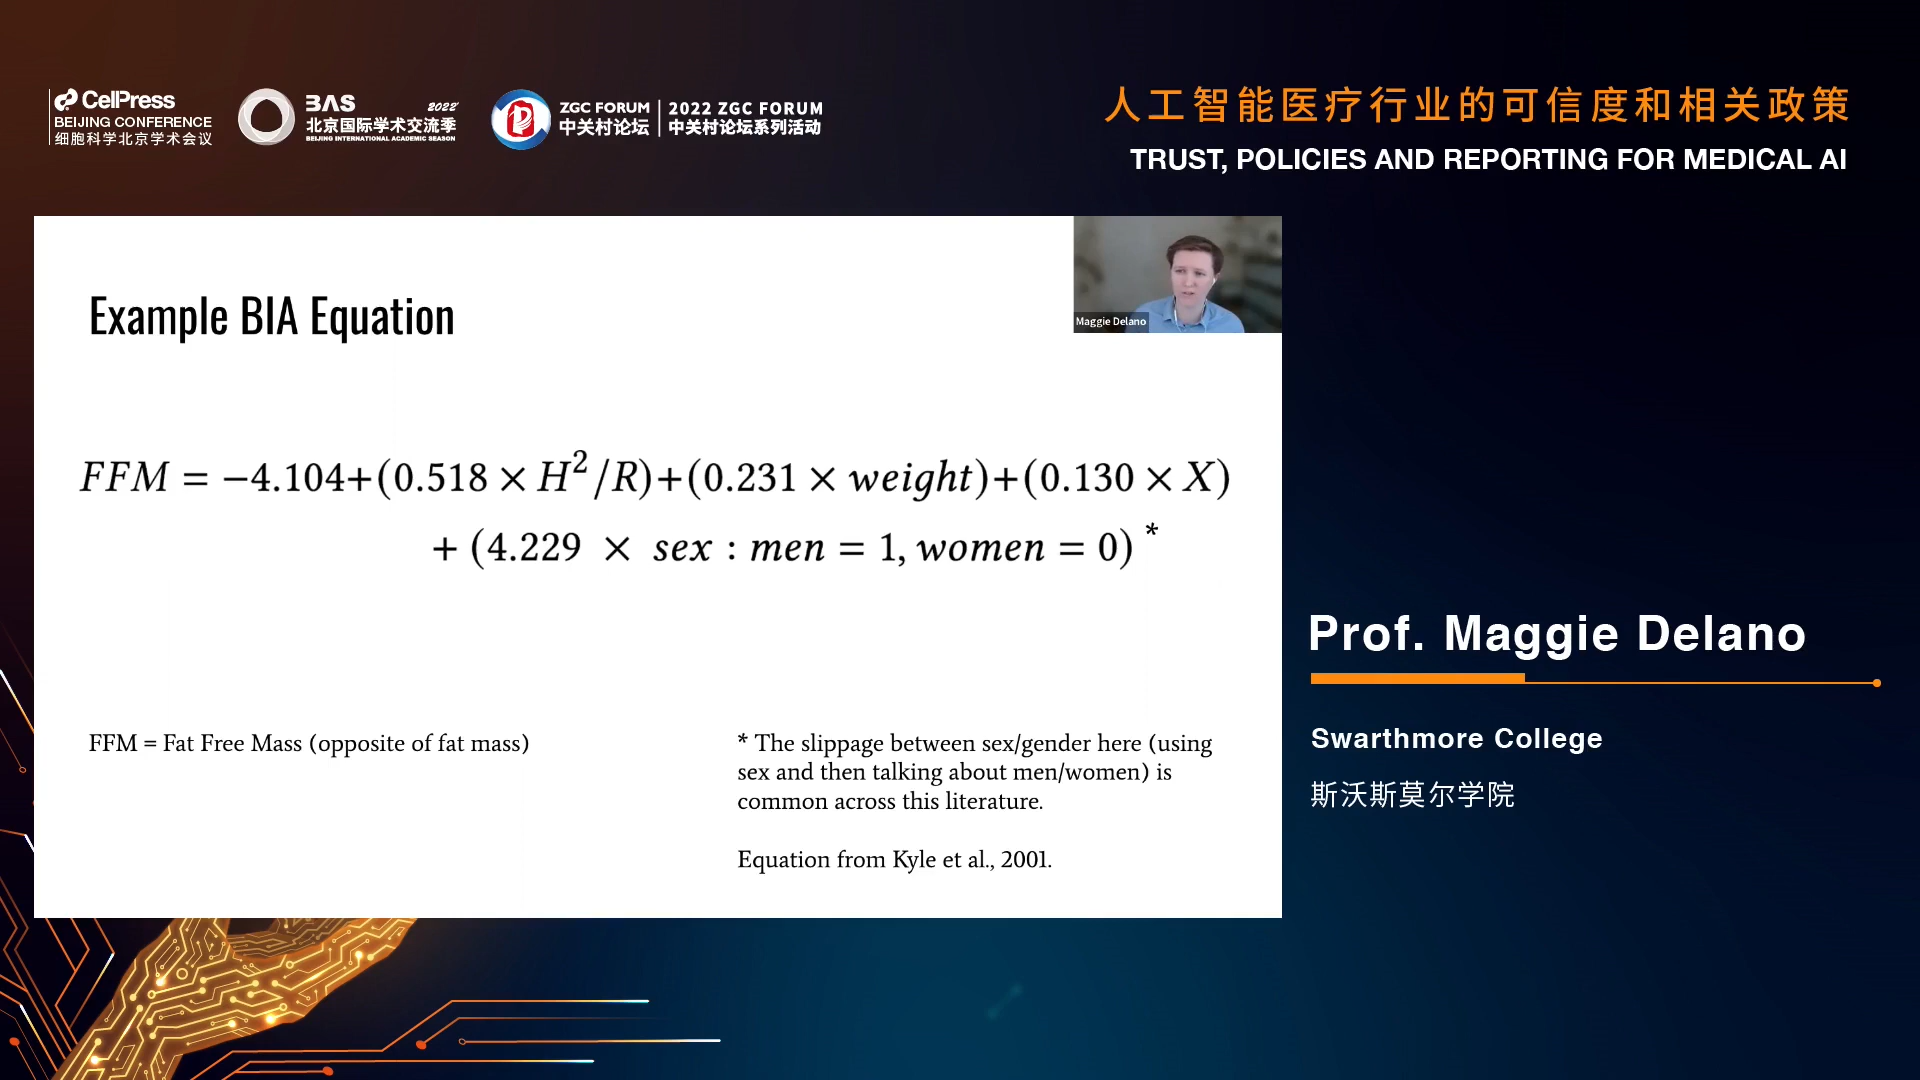 CellPress
BEIJING CONFERENCE
细胞科学北京学术会议
BAS 2022
北京国际学术交流季
BEIJING INTERNATIONAL ACADEMIC SEASON
ZGC FORUM
中关村论坛
2022 ZGC FORUM
中关村论坛系列活动
人工智能医疗行业的可信度和相关政策
TRUST, POLICIES AND REPORTING FOR MEDICAL AI
Maggie Delano
Example BIA Equation
FFM = −4.104+(0.518 × H²/R)+(0.231 × weight)+(0.130 × X)
+ (4.229 × sex : men = 1, women = 0) *
FFM = Fat Free Mass (opposite of fat mass)
* The slippage between sex/gender here (using
sex and then talking about men/women) is
common across this literature.
Equation from Kyle et al., 2001.
Prof. Maggie Delano
Swarthmore College
斯沃斯莫尔学院